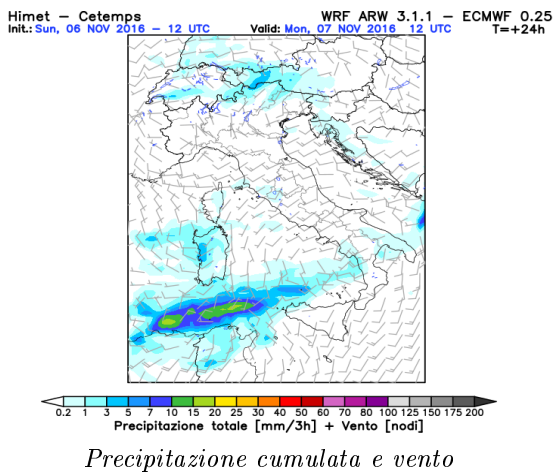 Himet – Cetemps WRF ARW 3.1.1 – ECMWF 0.25
Init.: Sun, 06 NOV 2016 – 12 UTC Valid: Mon, 07 NOV 2016 12 UTC T=+24h
0.2 1 3 5 7 10 15 20 25 30 40 50 60 70 80 100 125 150 175 200
Precipitazione totale [mm/3h] + Vento [nodi]
Precipitazione cumulata e vento